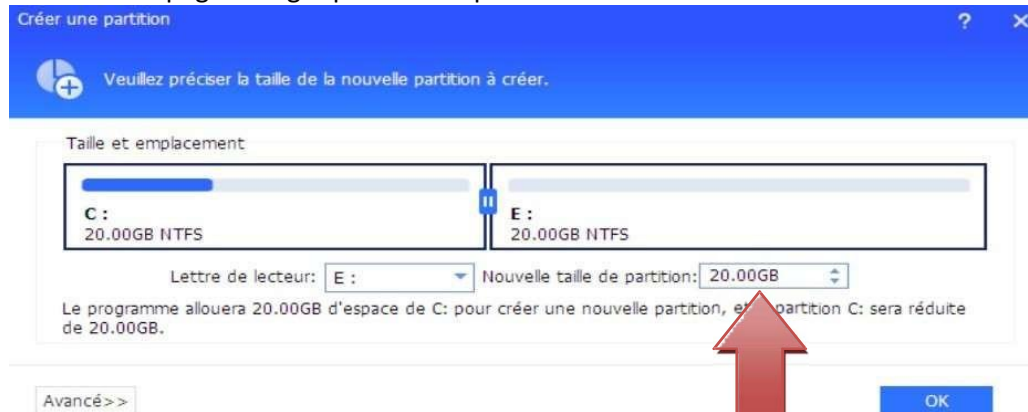 Créer une partition ?
Veuillez préciser la taille de la nouvelle partition à créer.
Taille et emplacement
C : E :
20.00GB NTFS 20.00GB NTFS
Lettre de lecteur: E : Nouvelle taille de partition: 20.00GB
Le programme allouera 20.00GB d'espace de C: pour créer une nouvelle partition, partition C: sera réduite
de 20.00GB.
Avancé>> OK